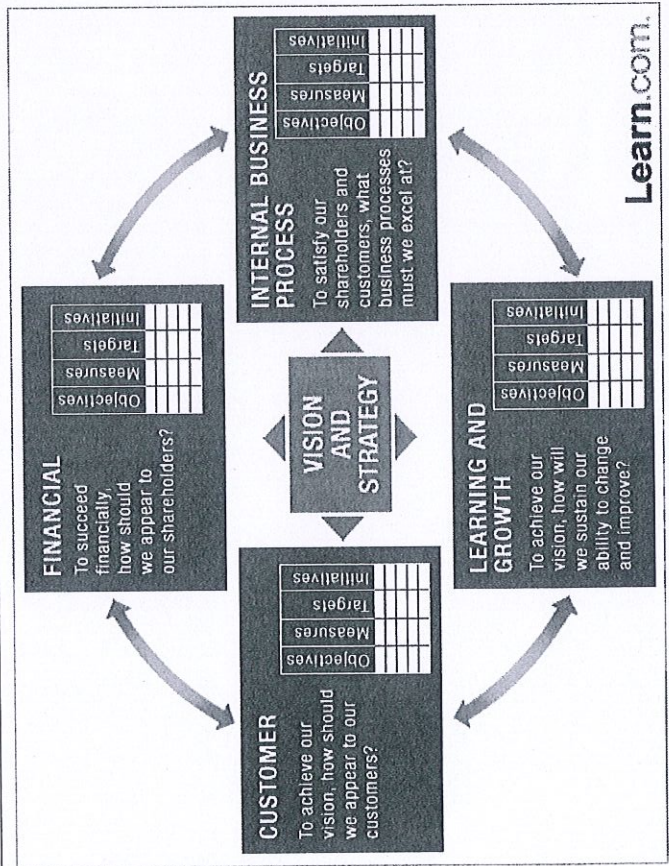 CUSTOMER
To achieve our
vision, how should
we appear to our
customers?
Objectives
Measures
Targets
Initiatives
LEARNING AND
GROWTH
To achieve our
vision, how will
we sustain our
ability to change
and improve?
Objectives
Measures
Targets
Initiatives
VISION
AND
STRATEGY
FINANCIAL
To succeed
financially,
how should
we appear to
our shareholders?
Objectives
Measures
Targets
Initiatives
INTERNAL BUSINESS
PROCESS
To satisfy our
shareholders and
customers, what
business processes
must we excel at?
Objectives
Measures
Targets
Initiatives
Learn.com.